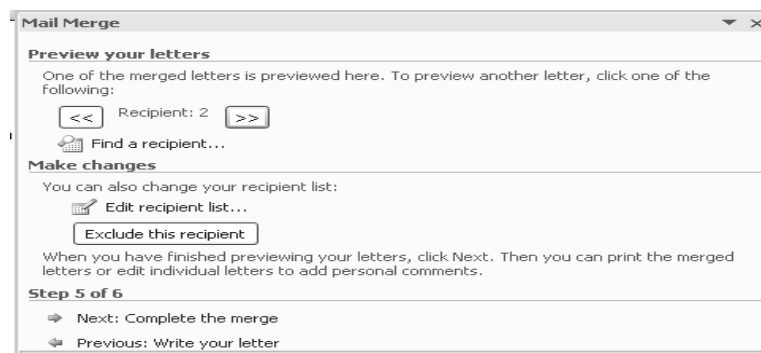 Mail Merge
Preview your letters
One of the merged letters is previewed here. To preview another letter, click one of the
following:
<< Recipient: 2 >>
Find a recipient...
Make changes
You can also change your recipient list:
Edit recipient list...
Exclude this recipient
When you have finished previewing your letters, click Next. Then you can print the merged
letters or edit individual letters to add personal comments.
Step 5 of 6
Next: Complete the merge
Previous: Write your letter